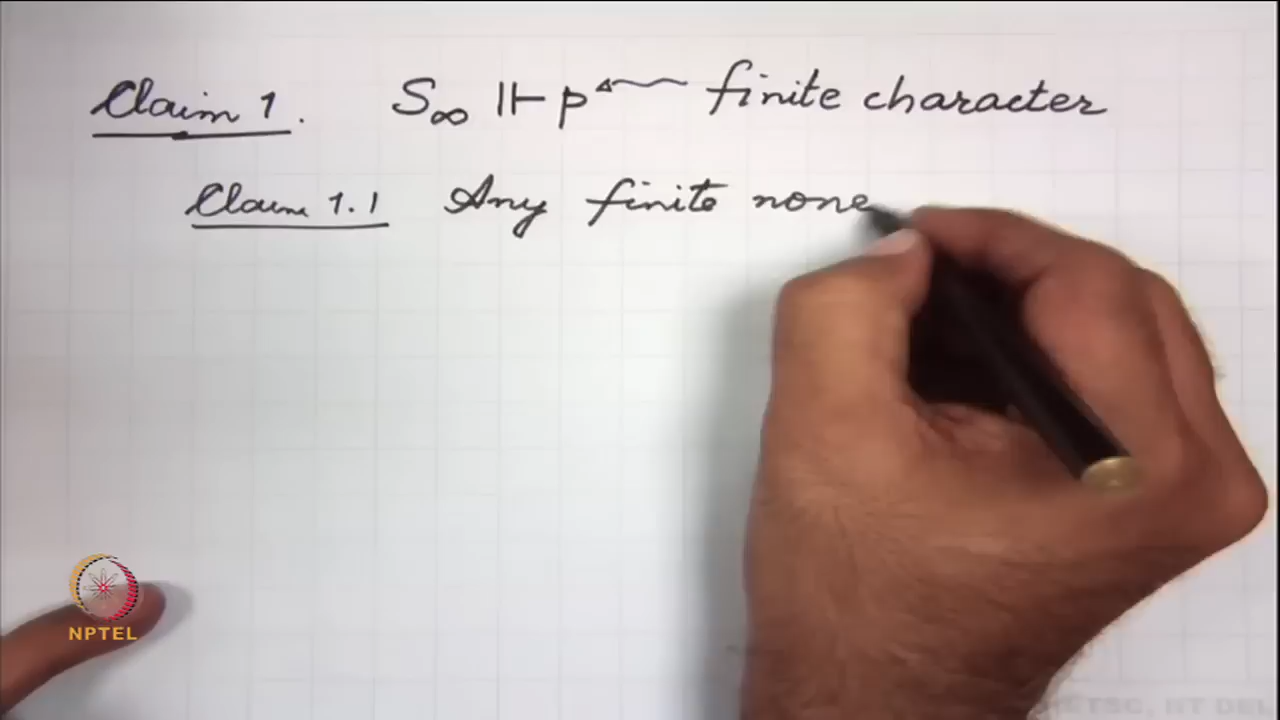 Claim 1. S∞ ⊩ p ⇜ finite character
Claim 1.1 Any finite none
NPTEL